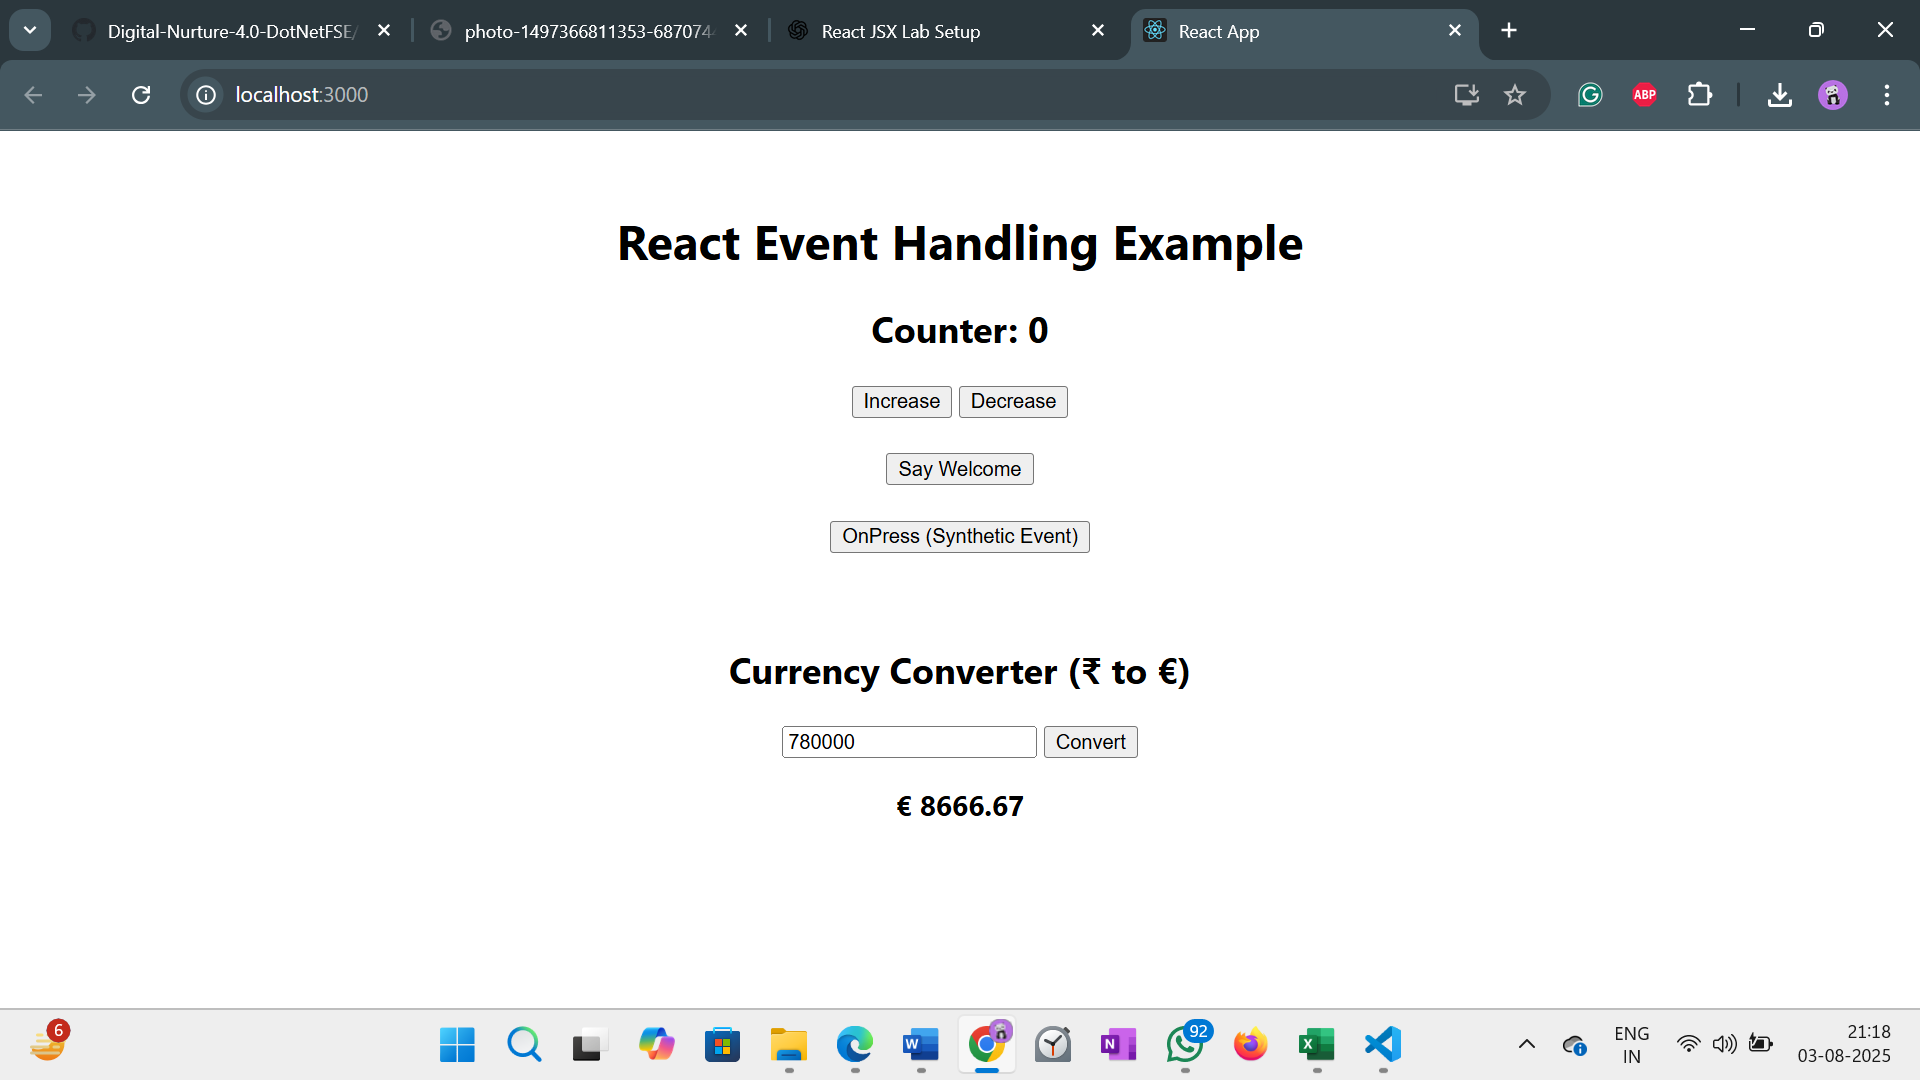 Digital-Nurture-4.0-DotNetFSE/
photo-1497366811353-687074
React JSX Lab Setup
React App
localhost:3000
ABP
React Event Handling Example
Counter: 0
Increase Decrease
Say Welcome
OnPress (Synthetic Event)
Currency Converter (₹ to €)
780000 Convert
€ 8666.67
6
92
ENG
IN
21:18
03-08-2025